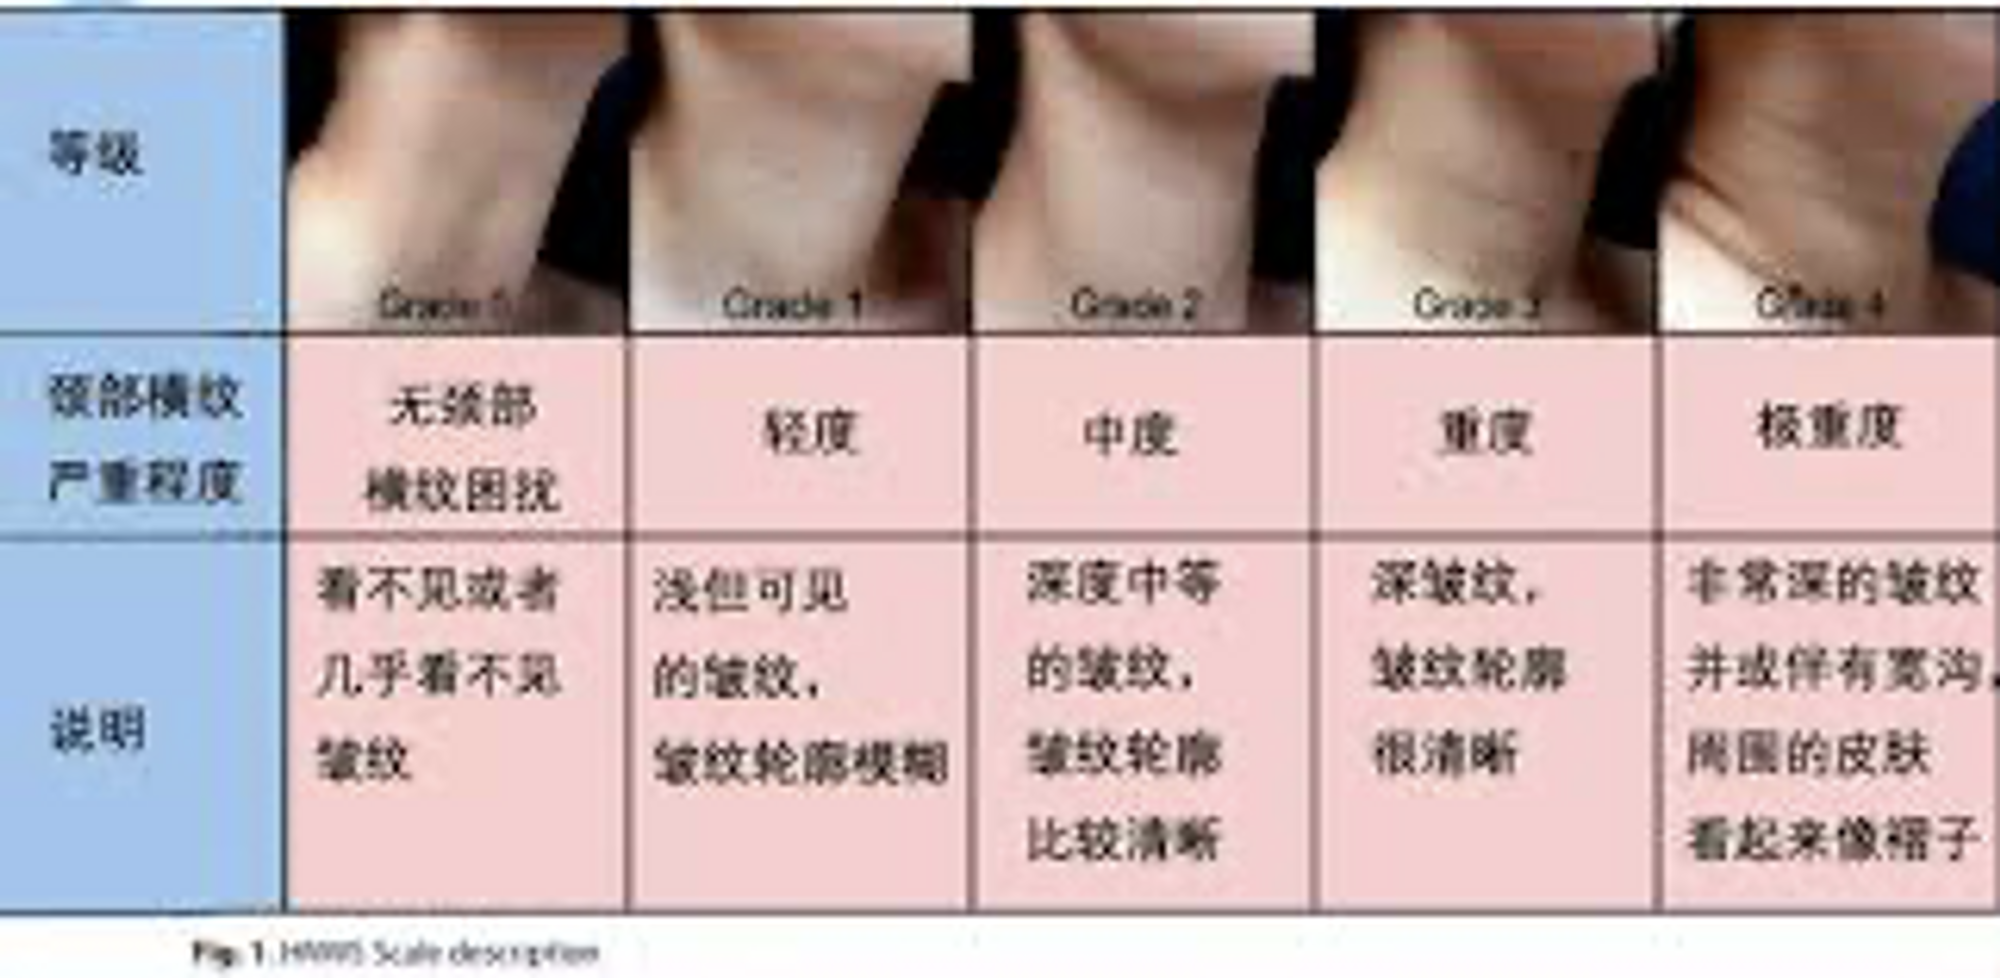 等级
Grade 0
Grade 1
Grade 2
Grade 3
Grade 4
颈部横纹
严重程度
无颈部
横纹困扰
轻度
中度
重度
极重度
说明
看不见或者
几乎看不见
皱纹
浅但可见
的皱纹，
皱纹轮廓模糊
深度中等
的皱纹，
皱纹轮廓
比较清晰
深皱纹，
皱纹轮廓
很清晰
非常深的皱纹
并或伴有宽沟，
周围的皮肤
看起来像褶子
Fig. 1. Scale description